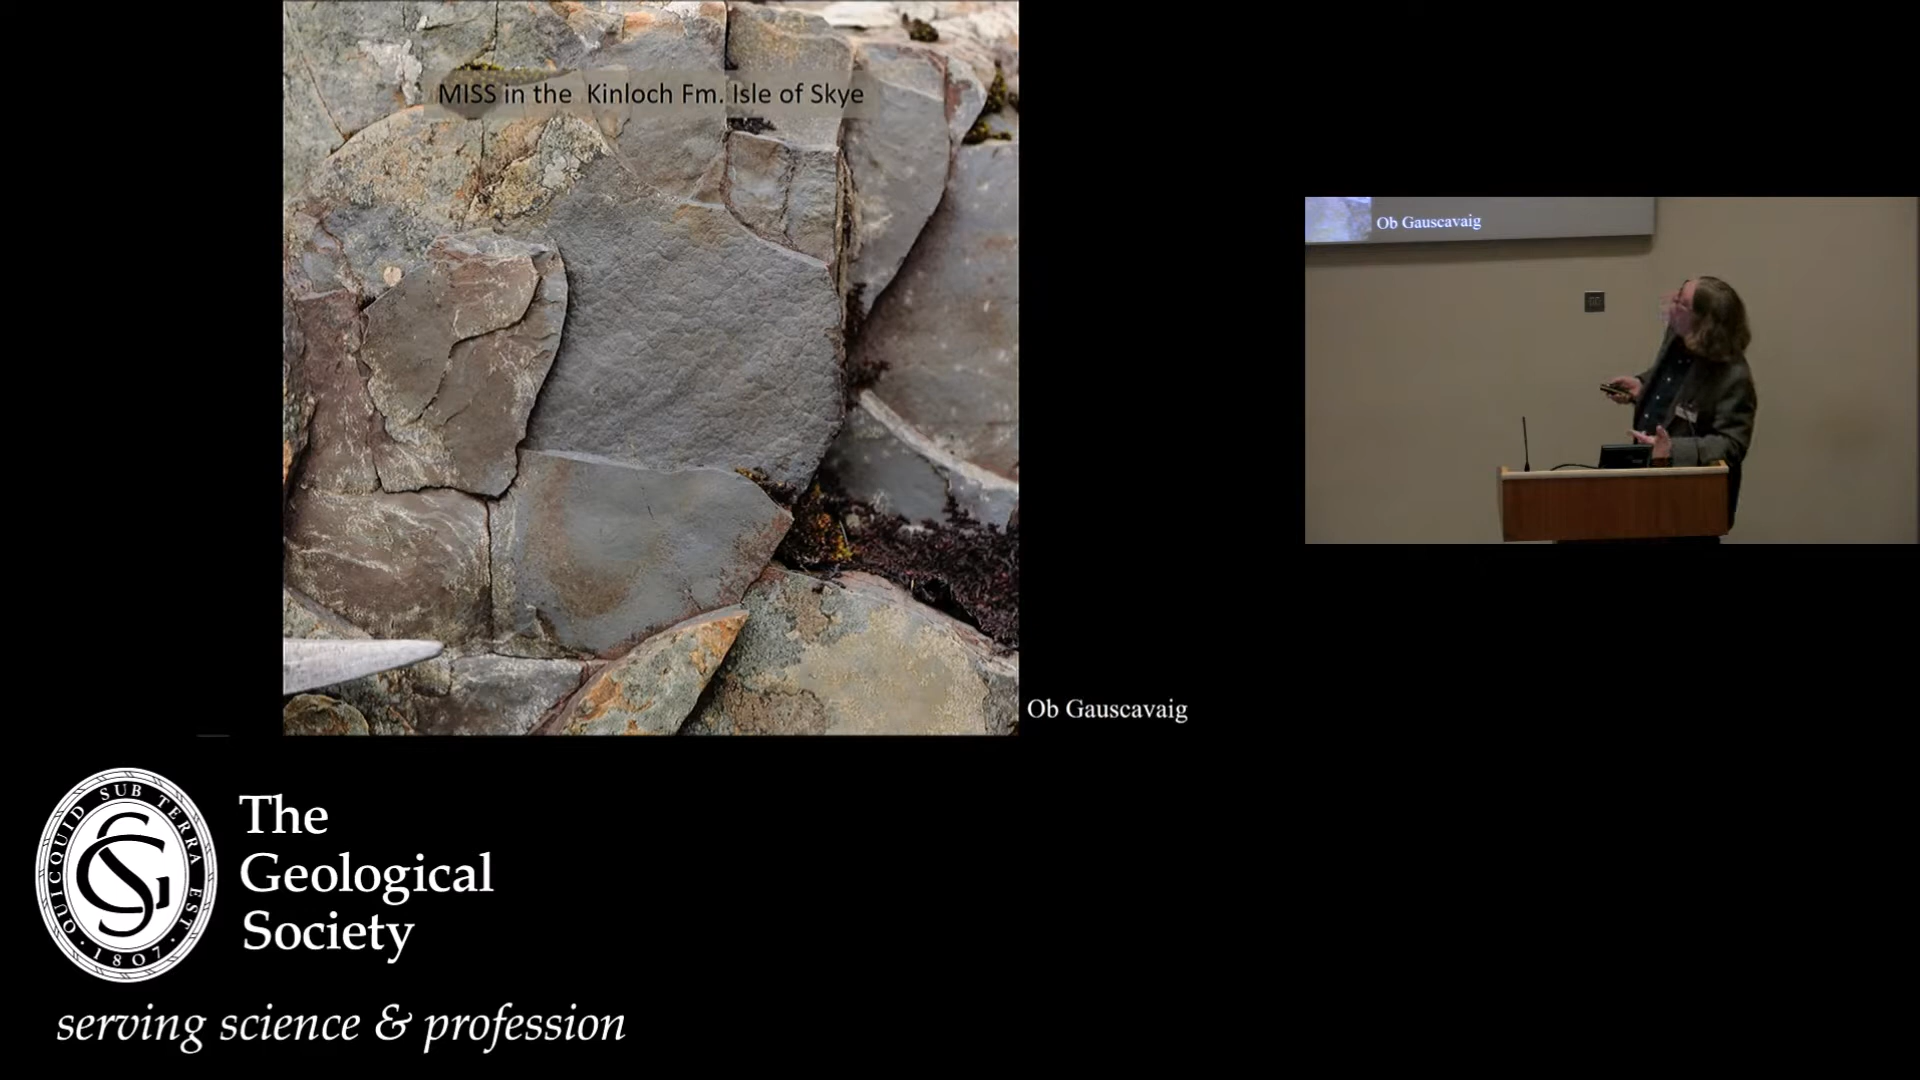 MISS in the Kinloch Fm. Isle of Skye
Ob Gauscavaig
Ob Gauscavaig
QUICQUID SUB TERRA EST
1807
The
Geological
Society
serving science & profession